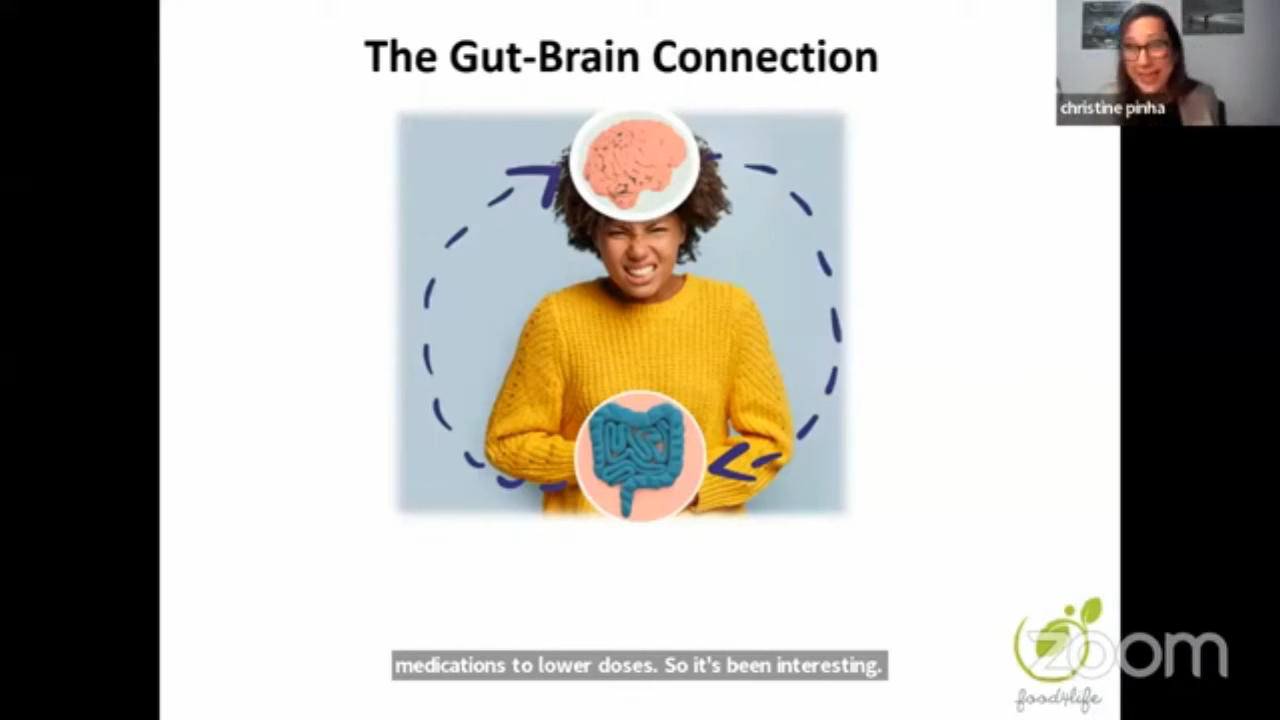 The Gut-Brain Connection
christine pinha
medications to lower doses. So it's been interesting.
zoom
food4life